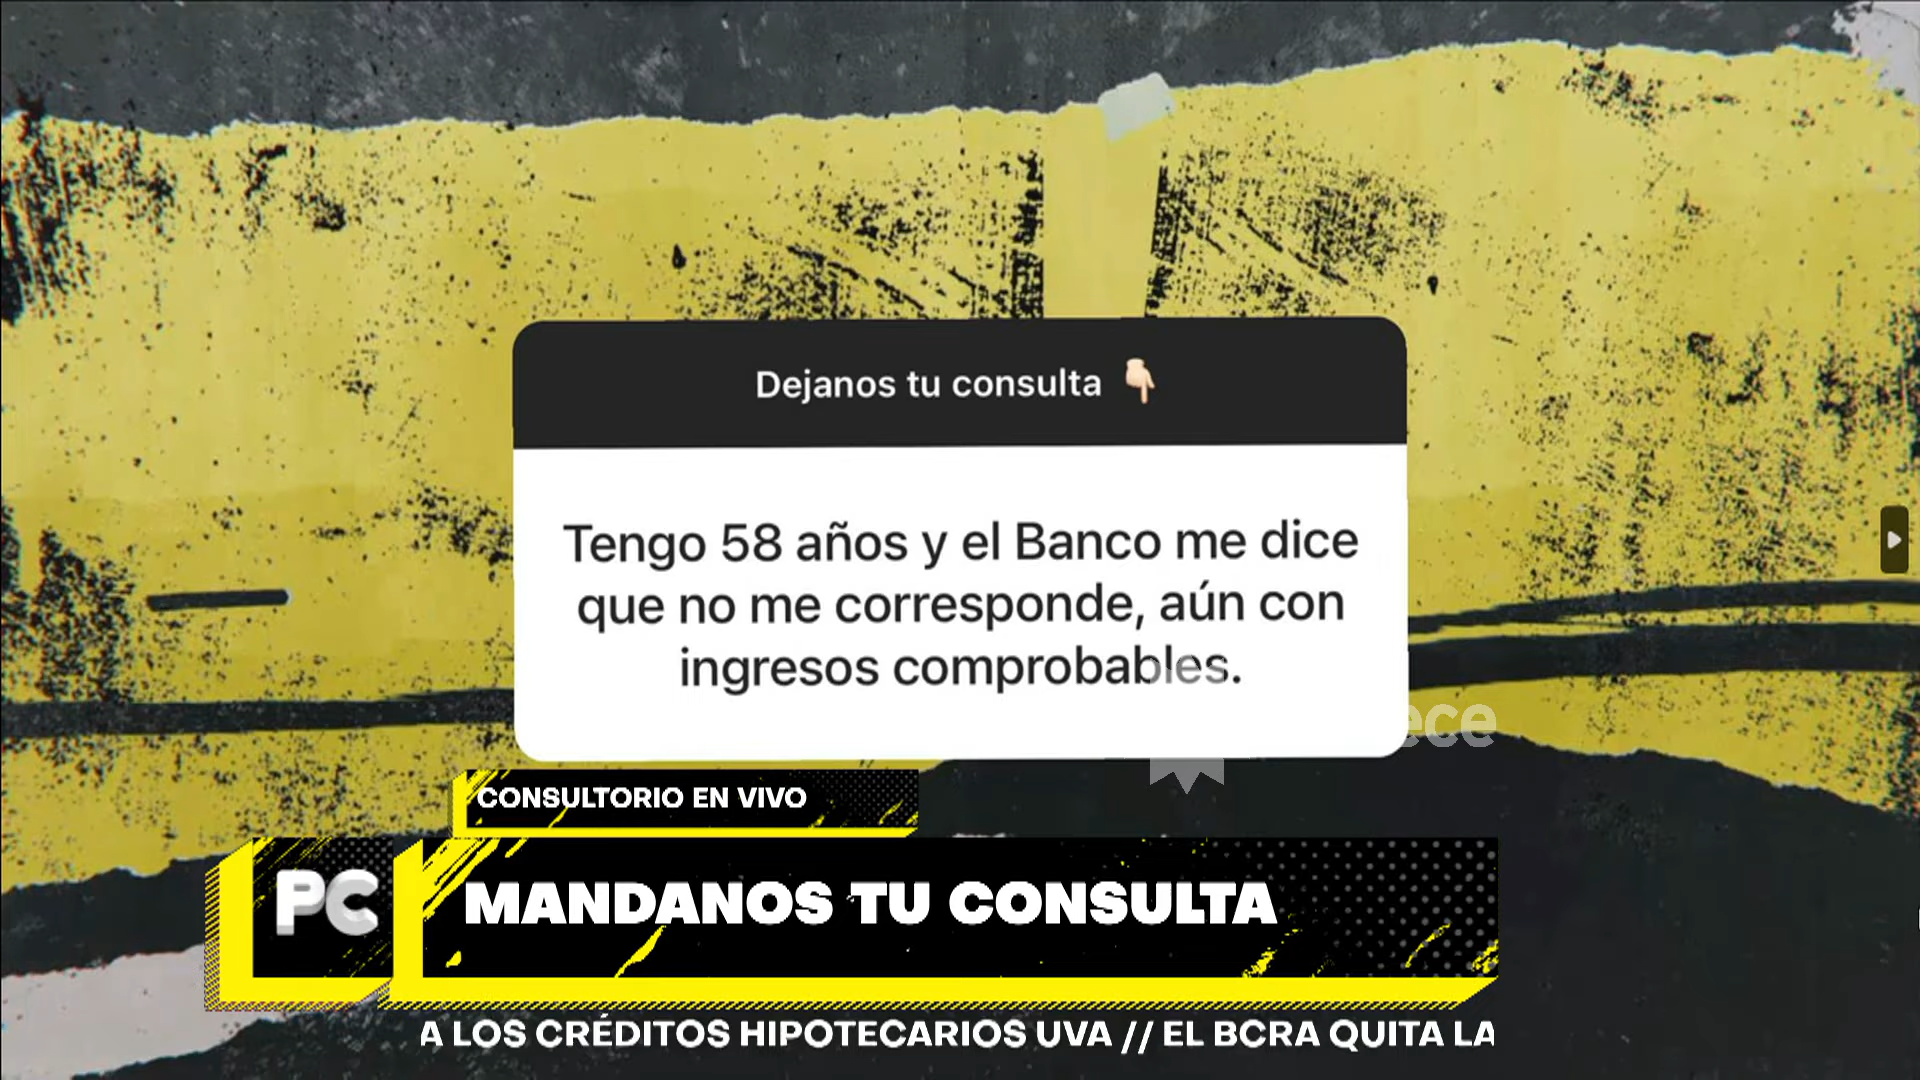 Dejanos tu consulta 👇🏻
Tengo 58 años y el Banco me dice
que no me corresponde, aún con
ingresos comprobables.
ece
CONSULTORIO EN VIVO
PC
MANDANOS TU CONSULTA
A LOS CRÉDITOS HIPOTECARIOS UVA // EL BCRA QUITA LA